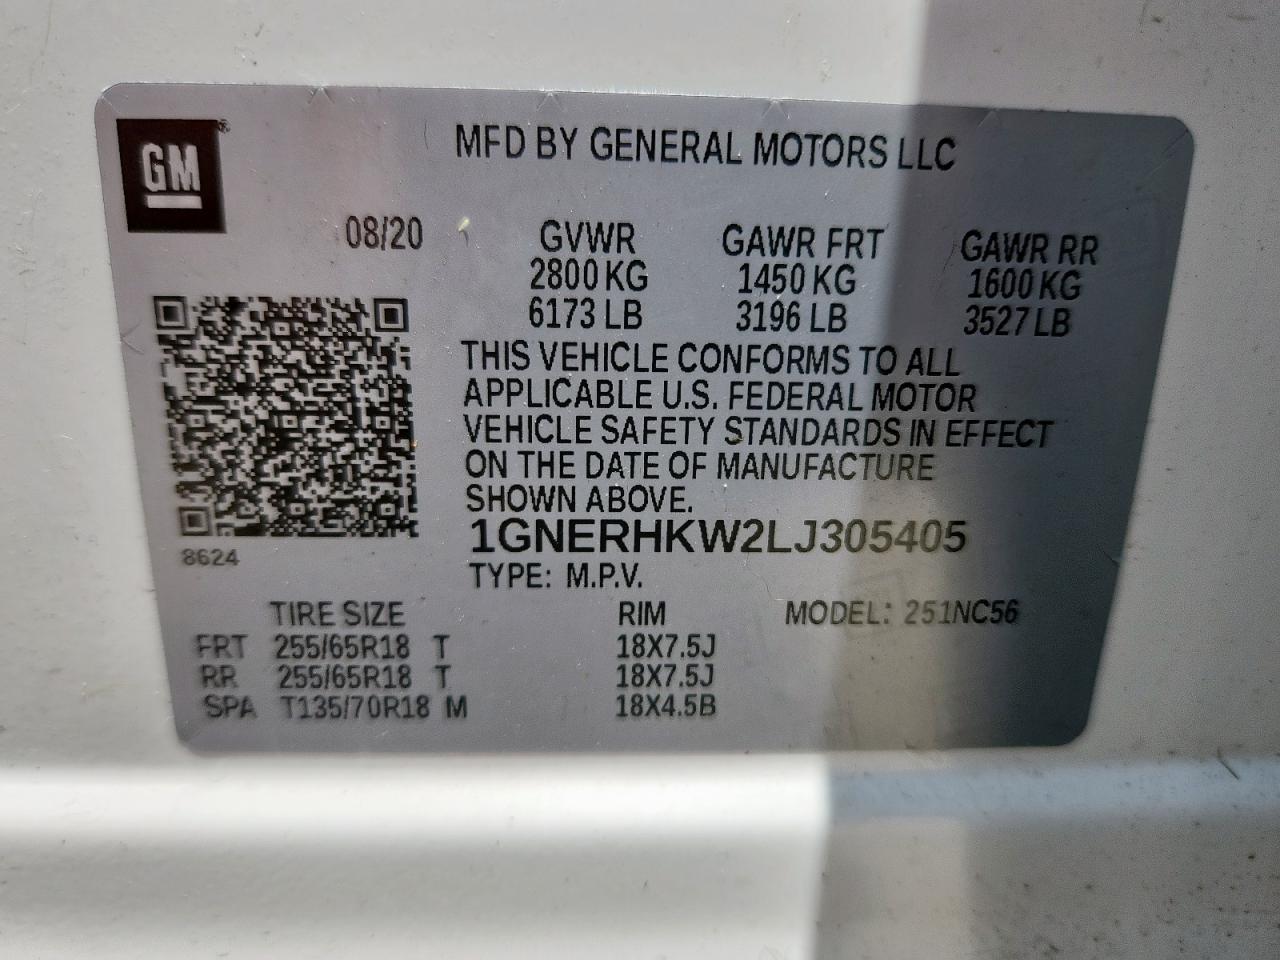 GM®
MFD BY GENERAL MOTORS LLC
08/20
GVWR GAWR FRT GAWR RR
2800 KG 1450 KG 1600 KG
6173 LB 3196 LB 3527 LB
THIS VEHICLE CONFORMS TO ALL
APPLICABLE U.S. FEDERAL MOTOR
VEHICLE SAFETY STANDARDS IN EFFECT
ON THE DATE OF MANUFACTURE
SHOWN ABOVE.
1GNERHKW2LJ305405
8624
TYPE: M.P.V.
TIRE SIZE RIM MODEL: 251NC56
FRT 255/65R18 T 18X7.5J
RR 255/65R18 T 18X7.5J
SPA T135/70R18 M 18X4.5B